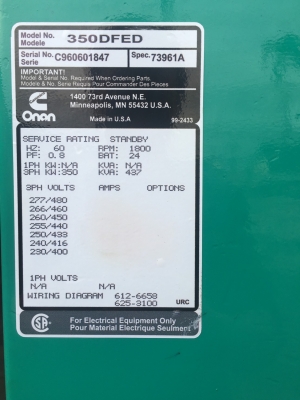 Model No. 350DFED
Modele
Serial No. C960601847 Spec. 73961A
Serie
IMPORTANT!
Model & Serial No. Required When Ordering Parts.
Modele & No. Serie Requis Pour Commander Des Pieces
1400 73rd Avenue N.E.
Minneapolis, MN 55432 U.S.A.
Onan
Made in U.S.A.
99-2433
SERVICE RATING STANDBY
HZ: 60 RPM: 1800
PF: 0.8 BAT: 24
1PH KW:N/A KVA: N/A
3PH KW:350 KVA: 437
3PH VOLTS AMPS OPTIONS
277/480
266/460
260/450
255/440
250/433
240/416
230/400
1PH VOLTS
N/A N/A
WIRING DIAGRAM 612-6658
625-3100 URC
For Electrical Equipment Only
Pour Material Electrique Seulment